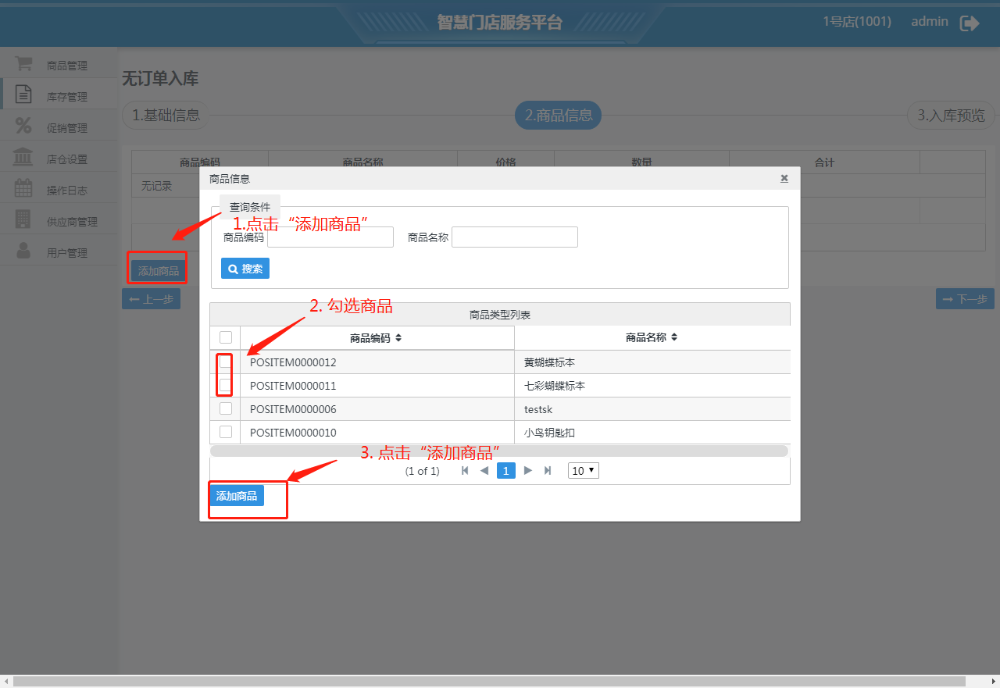 智慧门店服务平台
1号店(1001) admin
商品管理
库存管理
促销管理
店仓设置
操作日志
供应商管理
用户管理
无订单入库
1.基础信息 2.商品信息 3.入库预览
商品编码 商品名称 价格 数量 合计
无记录
添加商品
上一步
下一步
商品信息
查询条件
1.点击“添加商品”
商品编码 商品名称
搜索
2. 勾选商品
商品类型列表
商品编码 商品名称
POSITEM0000012 黄蝴蝶标本
POSITEM0000011 七彩蝴蝶标本
POSITEM0000006 testsk
POSITEM0000010 小鸟钥匙扣
3. 点击“添加商品”
(1 of 1) 1 10
添加商品